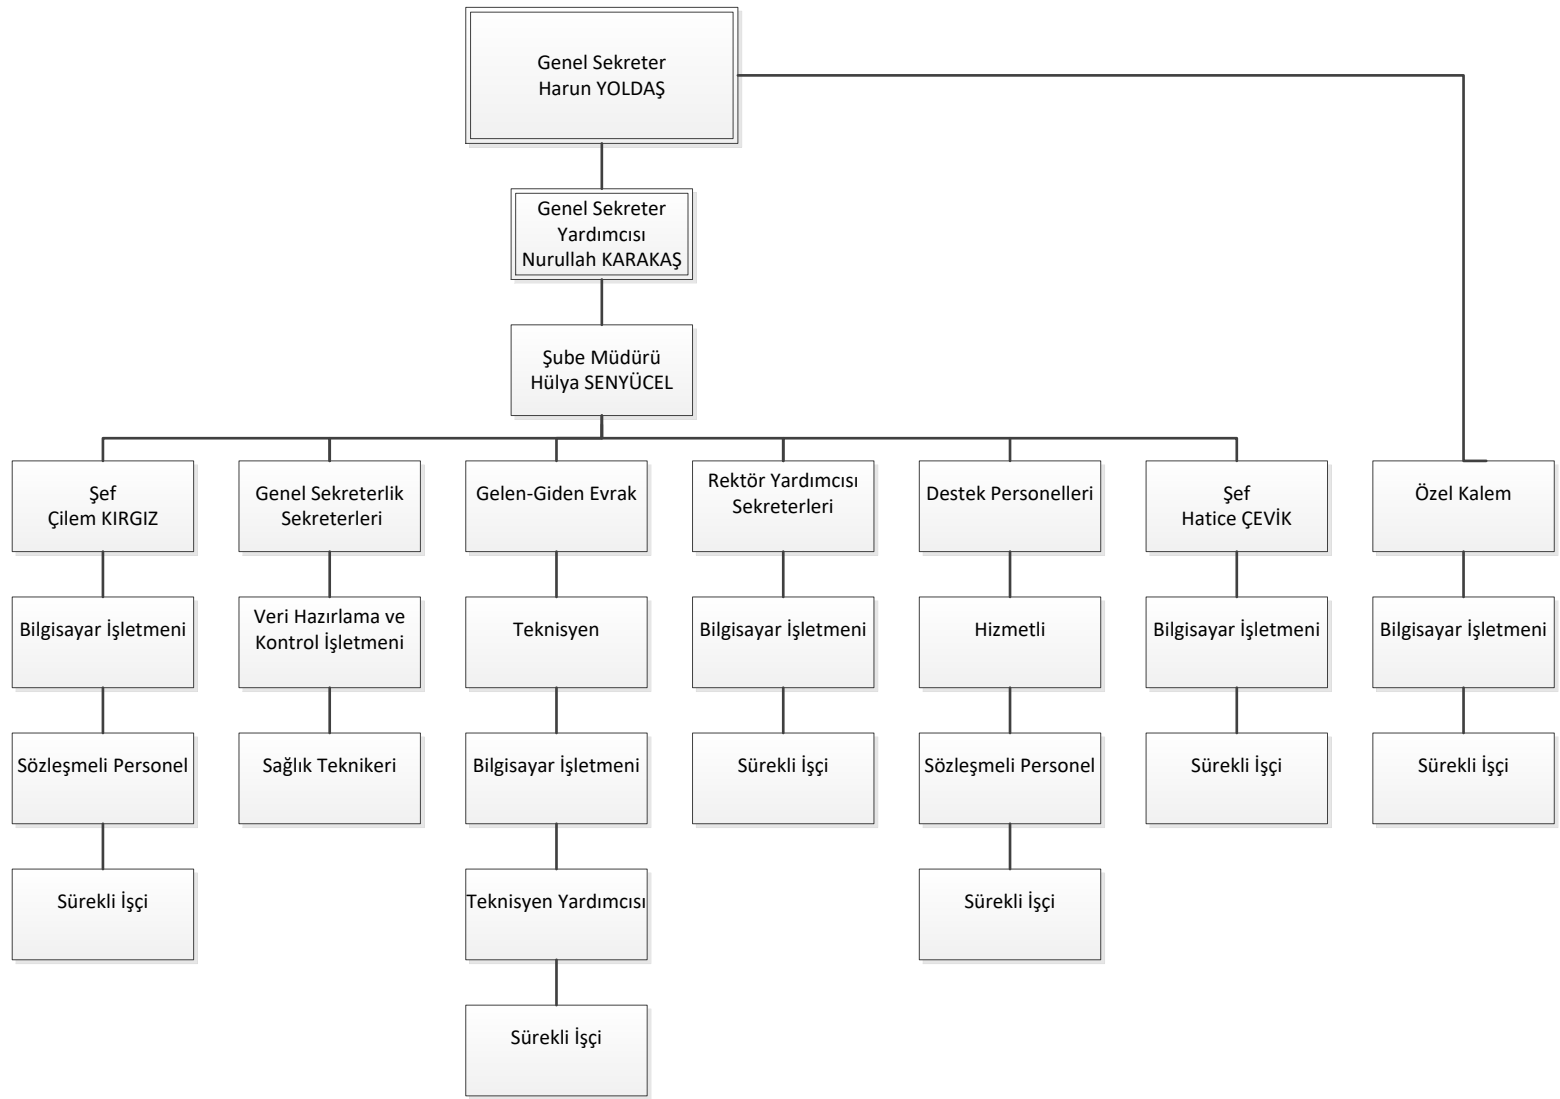 Genel Sekreter
Harun YOLDAŞ
Genel Sekreter
Yardımcısı
Nurullah KARAKAŞ
Şube Müdürü
Hülya SENYÜCEL
Şef
Çilem KIRGIZ
Genel Sekreterlik
Sekreterleri
Gelen-Giden Evrak
Rektör Yardımcısı
Sekreterleri
Destek Personelleri
Şef
Hatice ÇEVİK
Özel Kalem
Bilgisayar İşletmeni
Veri Hazırlama ve
Kontrol İşletmeni
Teknisyen
Bilgisayar İşletmeni
Hizmetli
Bilgisayar İşletmeni
Bilgisayar İşletmeni
Sözleşmeli Personel
Sağlık Teknikeri
Bilgisayar İşletmeni
Sürekli İşçi
Sözleşmeli Personel
Sürekli İşçi
Sürekli İşçi
Sürekli İşçi
Teknisyen Yardımcısı
Sürekli İşçi
Sürekli İşçi